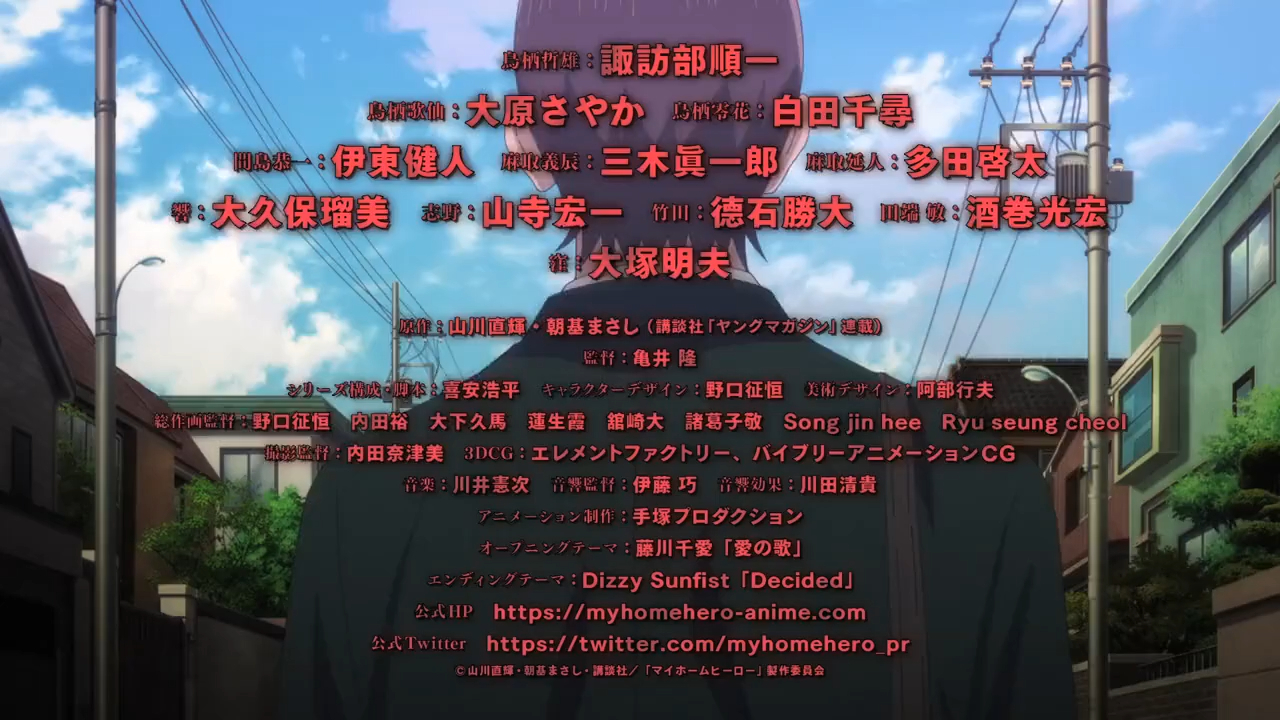 鳥栖哲雄：諏訪部順一
鳥栖歌仙：大原さやか　鳥栖零花：白田千尋
間島恭一：伊東健人　麻取義辰：三木眞一郎　麻取延人：多田啓太
響：大久保瑠美　志野：山寺宏一　竹田：德石勝大　田端 敏：酒巻光宏
窪：大塚明夫
原作：山川直輝・朝基まさし（講談社「ヤングマガジン」連載）
監督：亀井 隆
シリーズ構成・脚本：喜安浩平　キャラクターデザイン：野口征恒　美術デザイン：阿部行夫
総作画監督：野口征恒　内田裕　大下久馬　蓮生霞　舘崎大　諸葛子敬　Song jin hee　Ryu seung cheol
撮影監督：内田奈津美　3DCG：エレメントファクトリー、バイブリーアニメーションCG
音楽：川井憲次　音響監督：伊藤 巧　音響効果：川田清貴
アニメーション制作：手塚プロダクション
オープニングテーマ：藤川千愛「愛の歌」
エンディングテーマ：Dizzy Sunfist「Decided」
公式HP　https://myhomehero-anime.com
公式Twitter　https://twitter.com/myhomehero_pr
©山川直輝・朝基まさし・講談社／「マイホームヒーロー」製作委員会